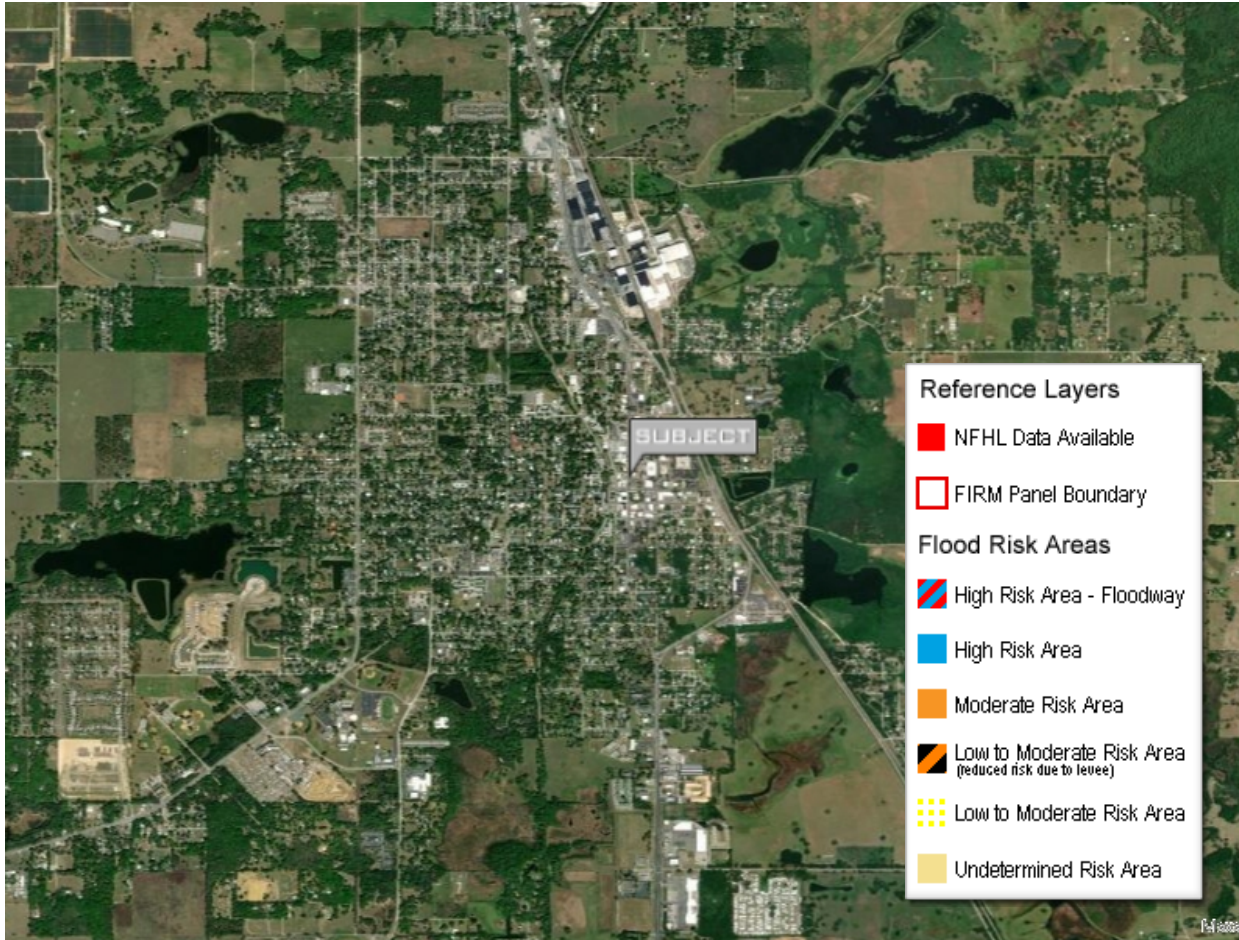 SUBJECT
Reference Layers
NFHL Data Available
FIRM Panel Boundary
Flood Risk Areas
High Risk Area - Floodway
High Risk Area
Moderate Risk Area
Low to Moderate Risk Area
(reduced risk due to levee)
Low to Moderate Risk Area
Undetermined Risk Area